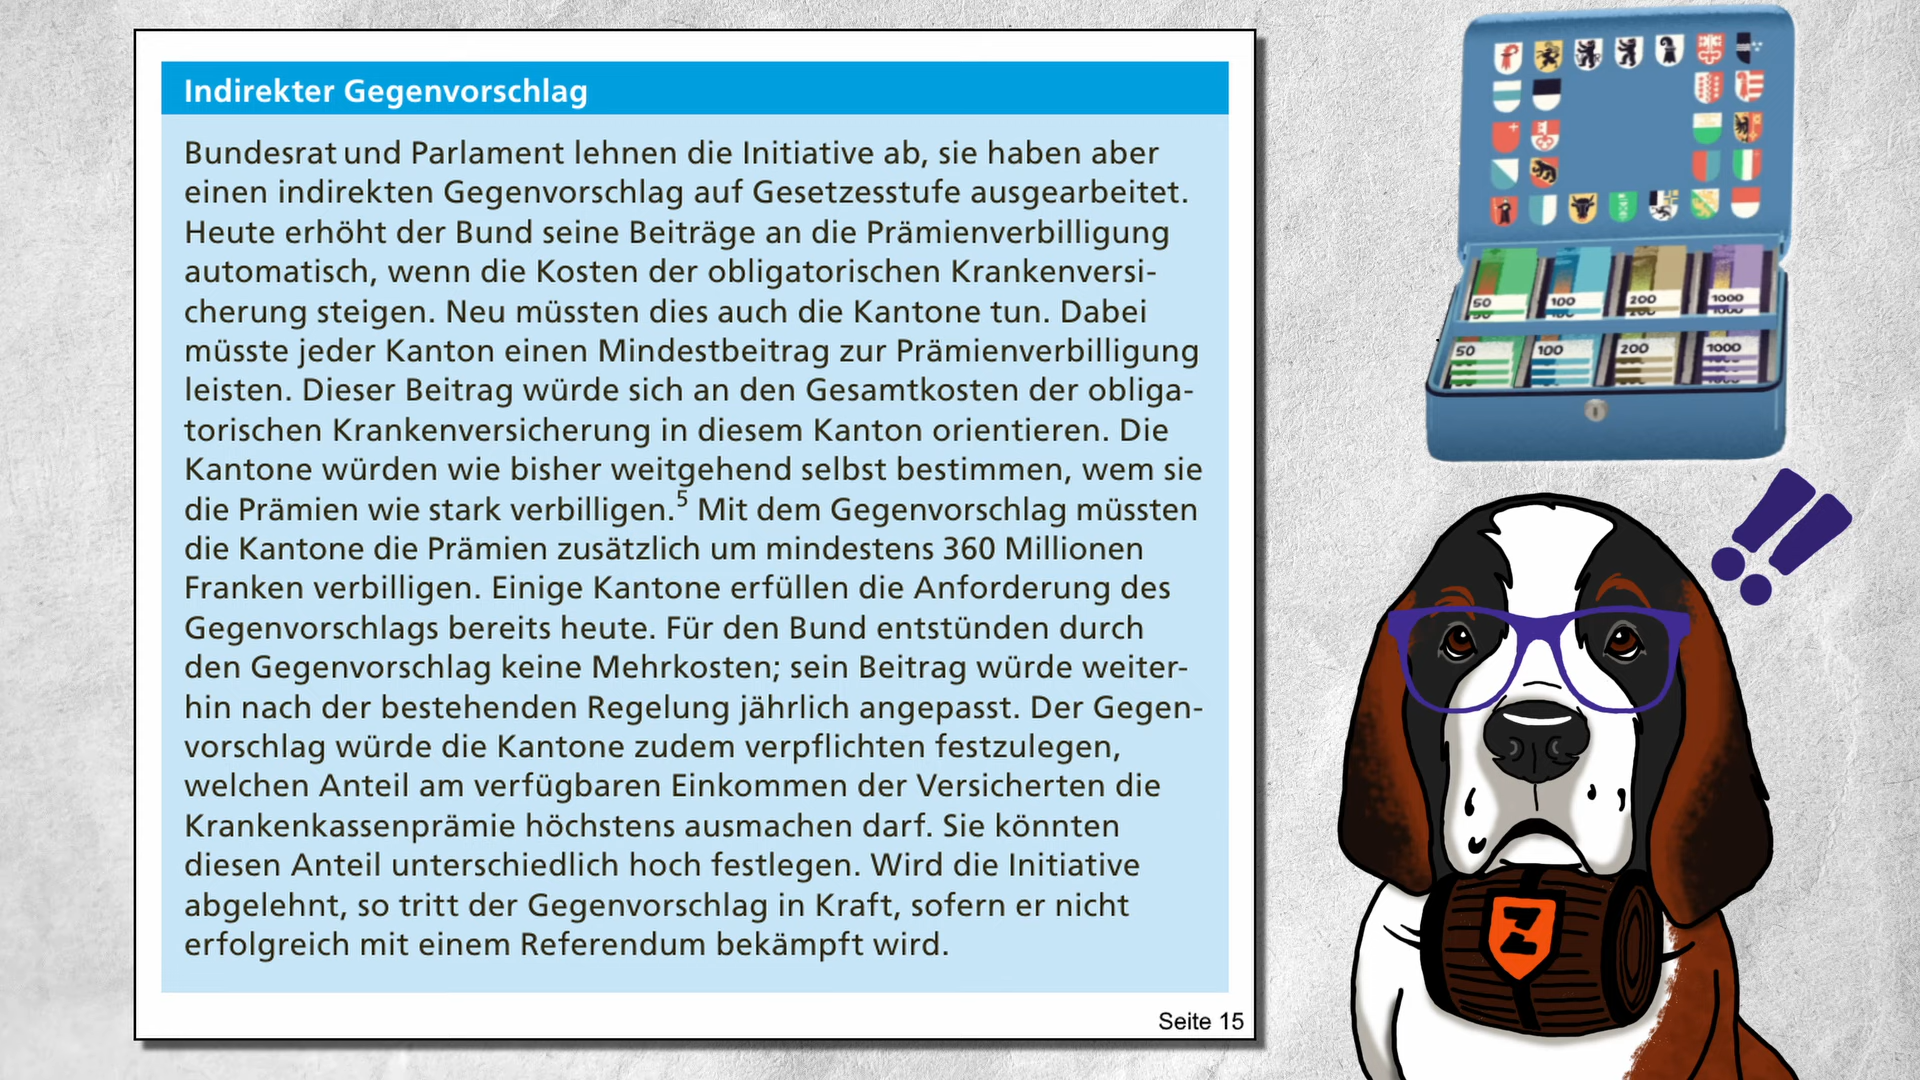 Indirekter Gegenvorschlag
Bundesrat und Parlament lehnen die Initiative ab, sie haben aber
einen indirekten Gegenvorschlag auf Gesetzesstufe ausgearbeitet.
Heute erhöht der Bund seine Beiträge an die Prämienverbilligung
automatisch, wenn die Kosten der obligatorischen Krankenversi-
cherung steigen. Neu müssten dies auch die Kantone tun. Dabei
müsste jeder Kanton einen Mindestbeitrag zur Prämienverbilligung
leisten. Dieser Beitrag würde sich an den Gesamtkosten der obliga-
torischen Krankenversicherung in diesem Kanton orientieren. Die
Kantone würden wie bisher weitgehend selbst bestimmen, wem sie
die Prämien wie stark verbilligen.⁵ Mit dem Gegenvorschlag müssten
die Kantone die Prämien zusätzlich um mindestens 360 Millionen
Franken verbilligen. Einige Kantone erfüllen die Anforderung des
Gegenvorschlags bereits heute. Für den Bund entstünden durch
den Gegenvorschlag keine Mehrkosten; sein Beitrag würde weiter-
hin nach der bestehenden Regelung jährlich angepasst. Der Gegen-
vorschlag würde die Kantone zudem verpflichten festzulegen,
welchen Anteil am verfügbaren Einkommen der Versicherten die
Krankenkassenprämie höchstens ausmachen darf. Sie könnten
diesen Anteil unterschiedlich hoch festlegen. Wird die Initiative
abgelehnt, so tritt der Gegenvorschlag in Kraft, sofern er nicht
erfolgreich mit einem Referendum bekämpft wird.
Seite 15
50 100 200 1000
50 100 200 1000
!!
Z